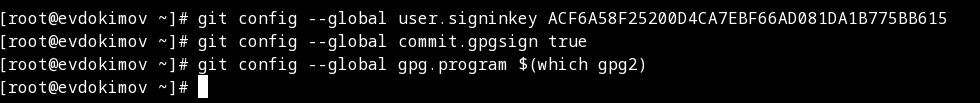 [root@evdokimov ~]# git config --global user.signinkey ACF6A58F25200D4CA7EBF66AD081DA1B775BB615
[root@evdokimov ~]# git config --global commit.gpgsign true
[root@evdokimov ~]# git config --global gpg.program $(which gpg2)
[root@evdokimov ~]#